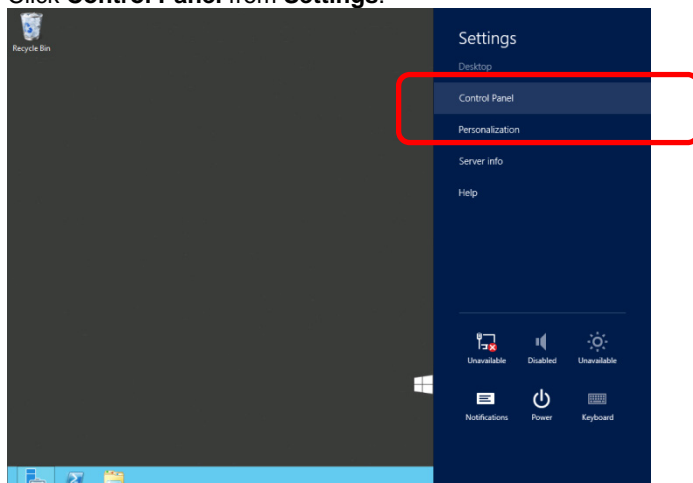 Click Control Panel from Settings.
Recycle Bin
Settings
Desktop
Control Panel
Personalization
Server info
Help
Unavailable
Disabled
Unavailable
Notifications
Power
Keyboard